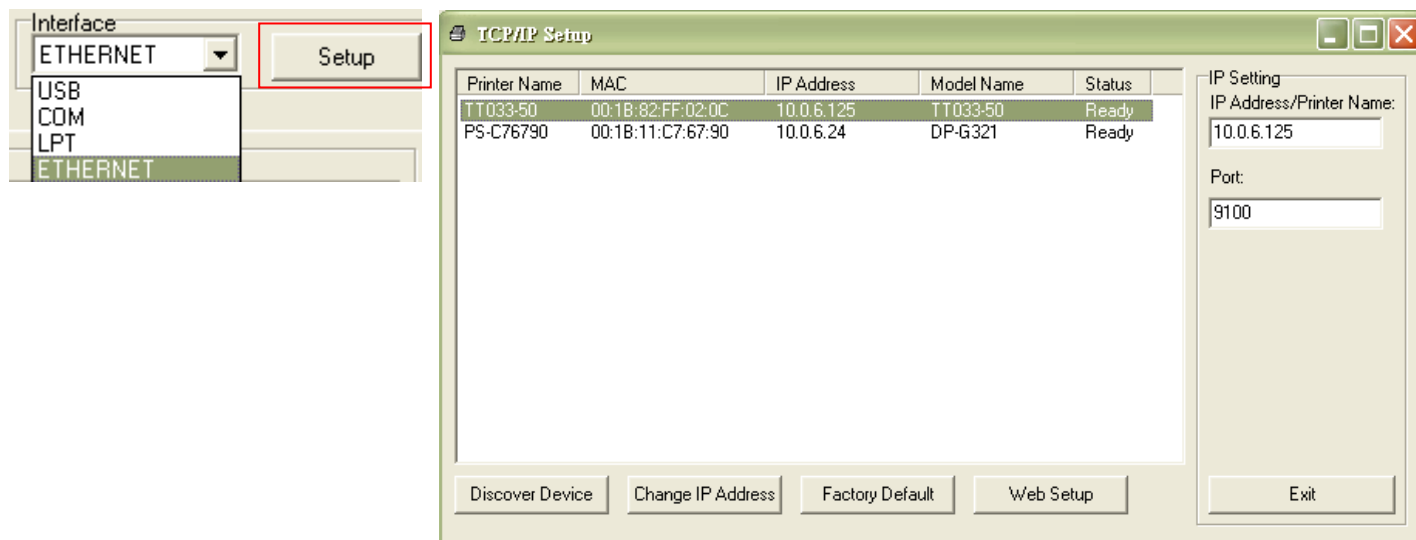 Interface
ETHERNET
Setup
USB
COM
LPT
ETHERNET
TCP/IP Setup
Printer Name MAC IP Address Model Name Status
TT033-50 00:1B:82:FF:02:0C 10.0.6.125 TT033-50 Ready
PS-C76790 00:1B:11:C7:67:90 10.0.6.24 DP-G321 Ready
IP Setting
IP Address/Printer Name:
10.0.6.125
Port:
9100
Discover Device Change IP Address Factory Default Web Setup Exit